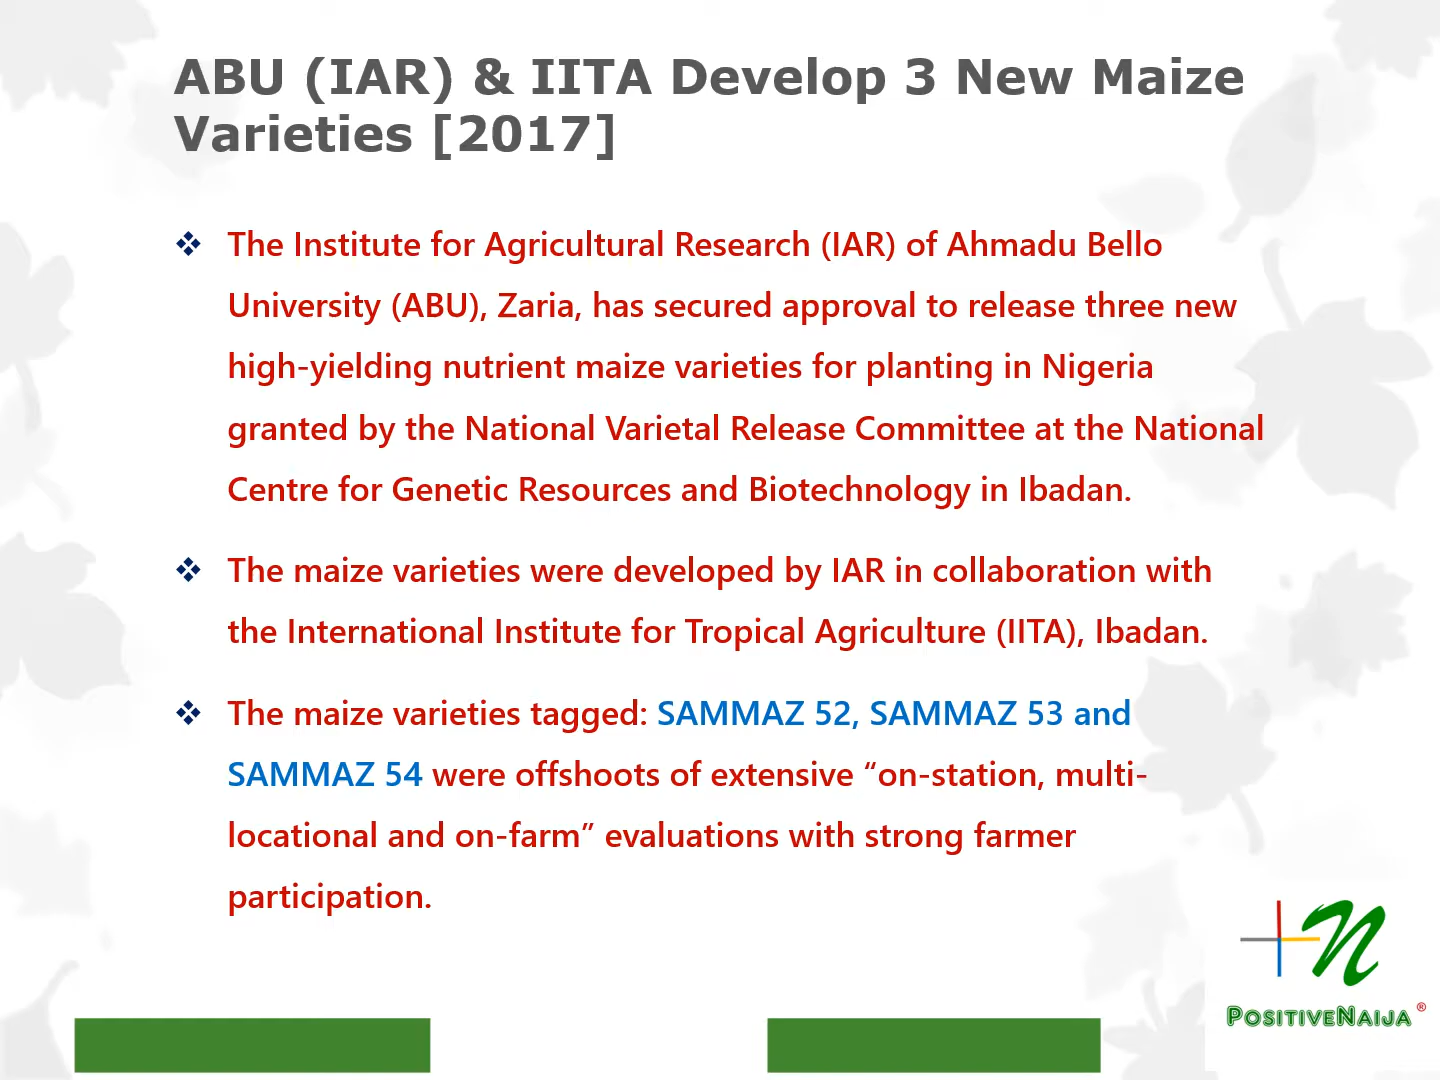 ABU (IAR) & IITA Develop 3 New Maize
Varieties [2017]
❖ The Institute for Agricultural Research (IAR) of Ahmadu Bello
University (ABU), Zaria, has secured approval to release three new
high-yielding nutrient maize varieties for planting in Nigeria
granted by the National Varietal Release Committee at the National
Centre for Genetic Resources and Biotechnology in Ibadan.
❖ The maize varieties were developed by IAR in collaboration with
the International Institute for Tropical Agriculture (IITA), Ibadan.
❖ The maize varieties tagged: SAMMAZ 52, SAMMAZ 53 and
SAMMAZ 54 were offshoots of extensive “on-station, multi-
locational and on-farm” evaluations with strong farmer
participation.
N
PositiveNaija®